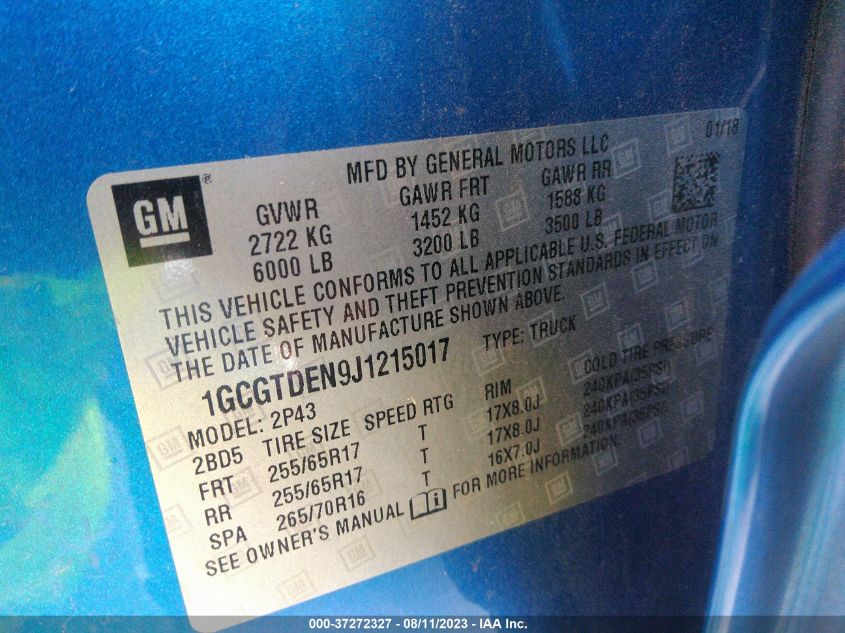 01/18
MFD BY GENERAL MOTORS LLC
GM®
GVWR GAWR FRT GAWR RR
2722 KG 1452 KG 1588 KG
6000 LB 3200 LB 3500 LB
THIS VEHICLE CONFORMS TO ALL APPLICABLE U.S. FEDERAL MOTOR
VEHICLE SAFETY AND THEFT PREVENTION STANDARDS IN EFFECT ON
THE DATE OF MANUFACTURE SHOWN ABOVE.
1GCGTDEN9J1215017 TYPE: TRUCK
MODEL: 2P43
2BD5 TIRE SIZE SPEED RTG RIM COLD TIRE PRESSURE
FRT 255/65R17 T 17X8.0J 240KPA(35PSI)
RR 255/65R17 T 17X8.0J 240KPA(35PSI)
SPA 265/70R16 T 16X7.0J 240KPA(35PSI)
SEE OWNER'S MANUAL FOR MORE INFORMATION.
000-37272327 - 08/11/2023 - IAA Inc.